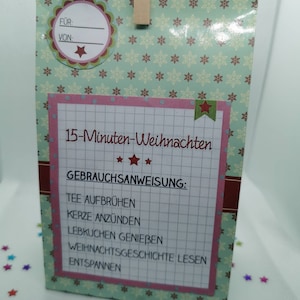 FÜR:
VON:
15-Minuten-Weihnachten
GEBRAUCHSANWEISUNG:
TEE AUFBRÜHEN
KERZE ANZÜNDEN
LEBKUCHEN GENIEßEN
WEIHNACHTSGESCHICHTE LESEN
ENTSPANNEN